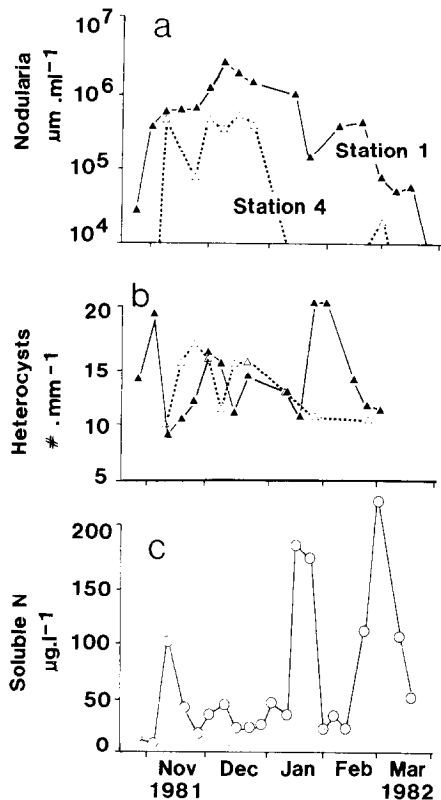 a
10⁷
10⁶
10⁵
10⁴
Nodularia
µm .ml⁻¹
Station 1
Station 4
b
20
15
10
5
Heterocysts
# .mm⁻¹
C
200
150
100
50
0
Soluble N
µg.l⁻¹
Nov Dec Jan Feb Mar
1981 1982